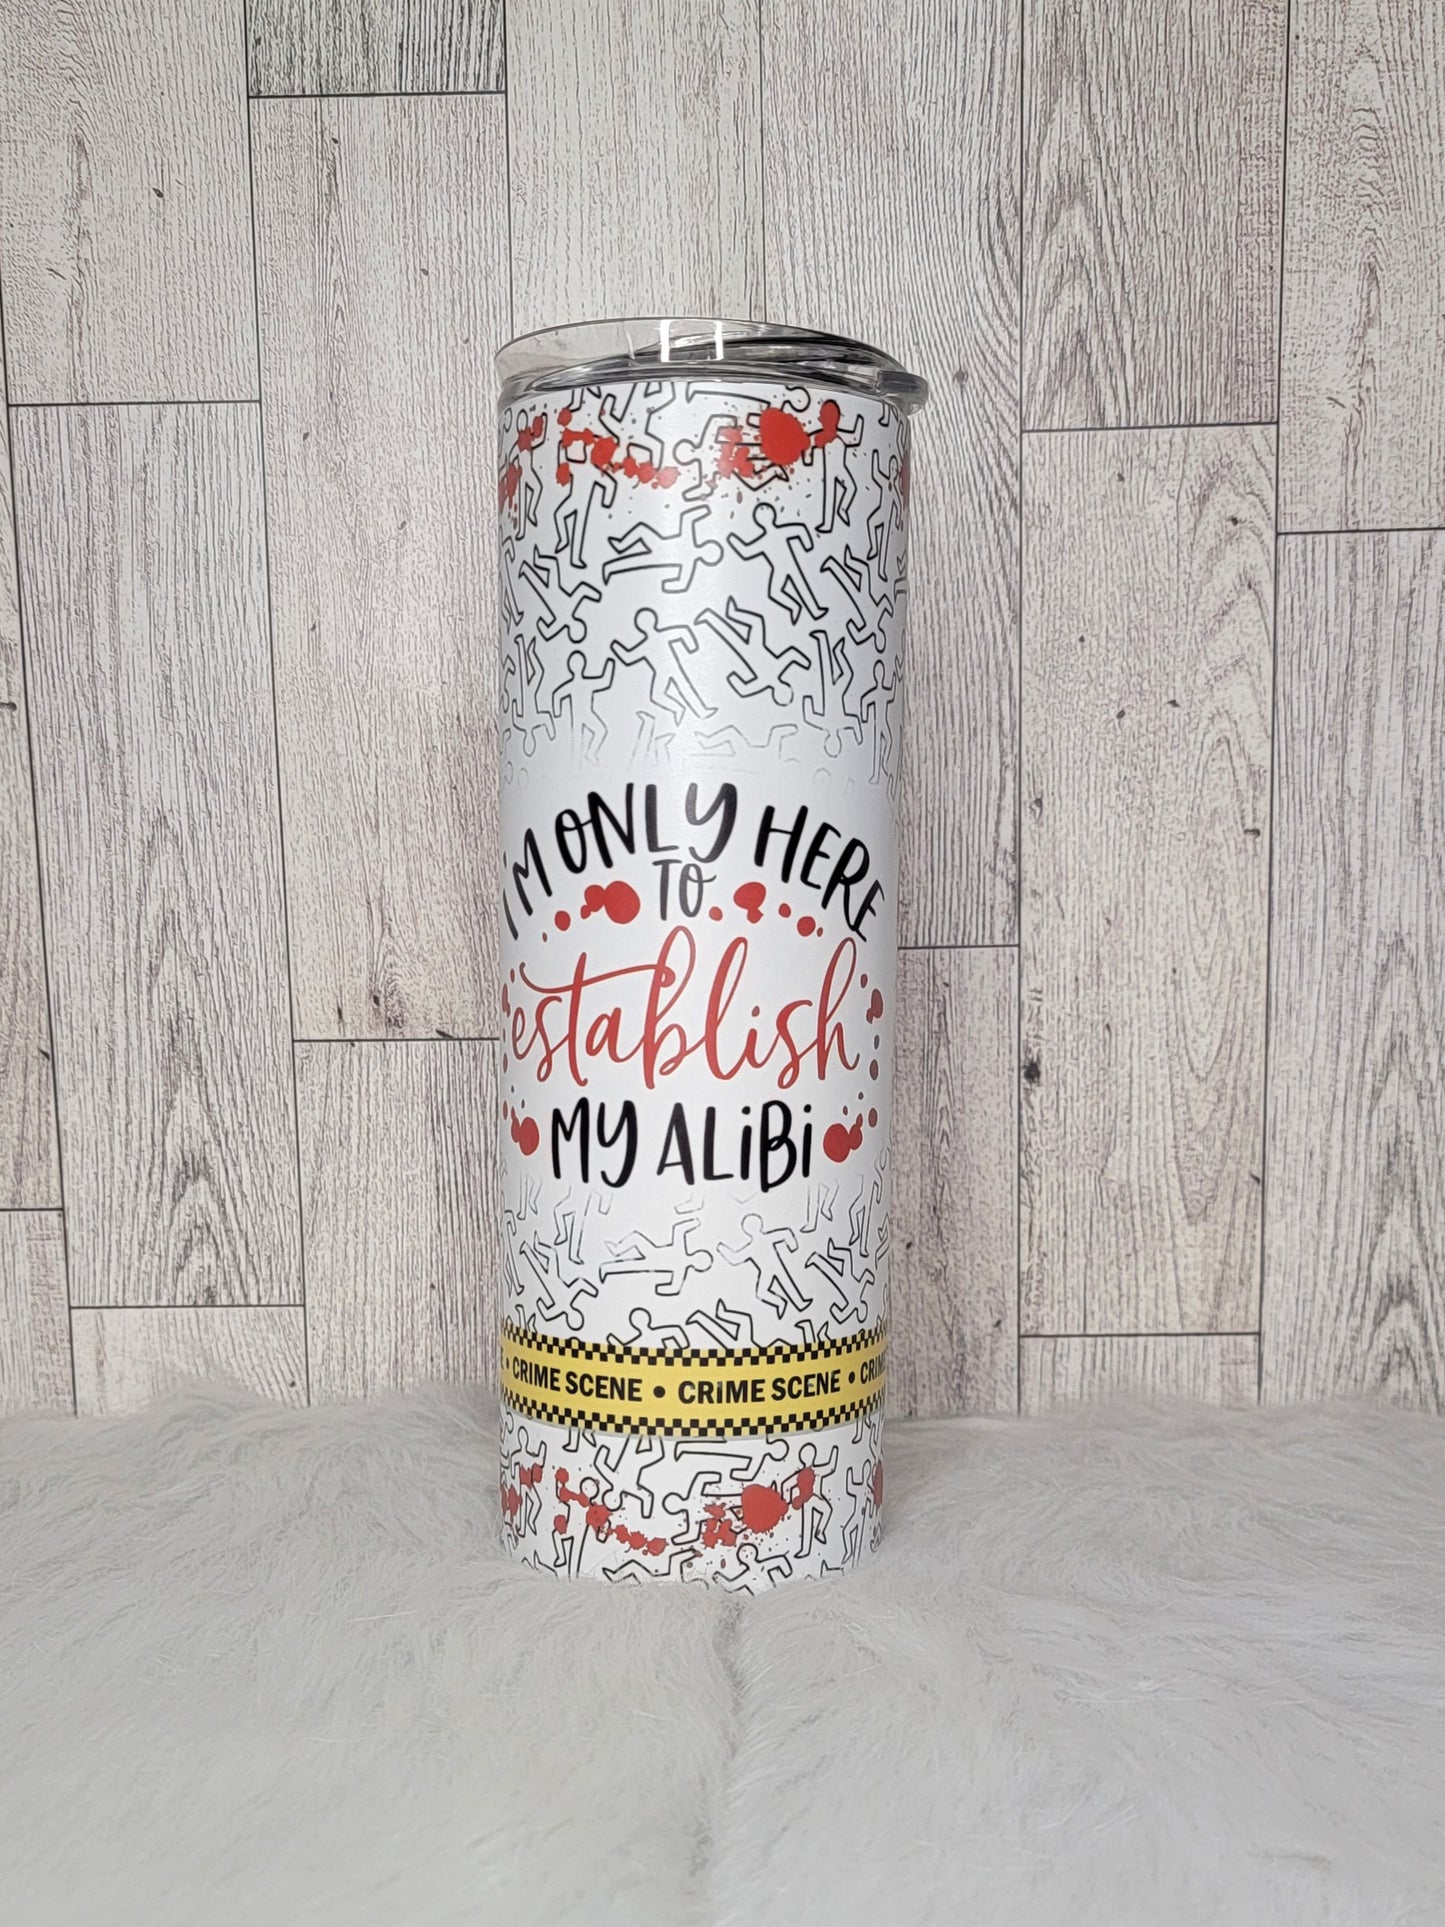 I'M ONLY HERE
TO
establish
MY ALiBi
CRIME SCENE • CRIME SCENE •